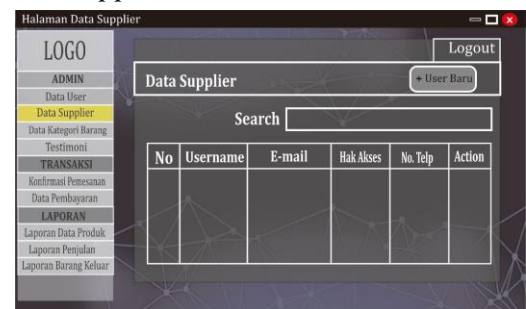 Halaman Data Supplier
LOGO
ADMIN
Data User
Data Supplier
Data Kategori Barang
Testimoni
TRANSAKSI
Konfirmasi Pemesanan
Data Pembayaran
LAPORAN
Laporan Data Produk
Laporan Penjulan
Laporan Barang Keluar
Logout
Data Supplier
+ User Baru
Search
No Username E-mail Hak Akses No. Telp Action